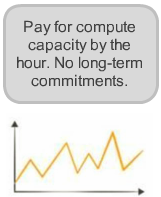 Pay for compute
capacity by the
hour. No long-term
commitments.